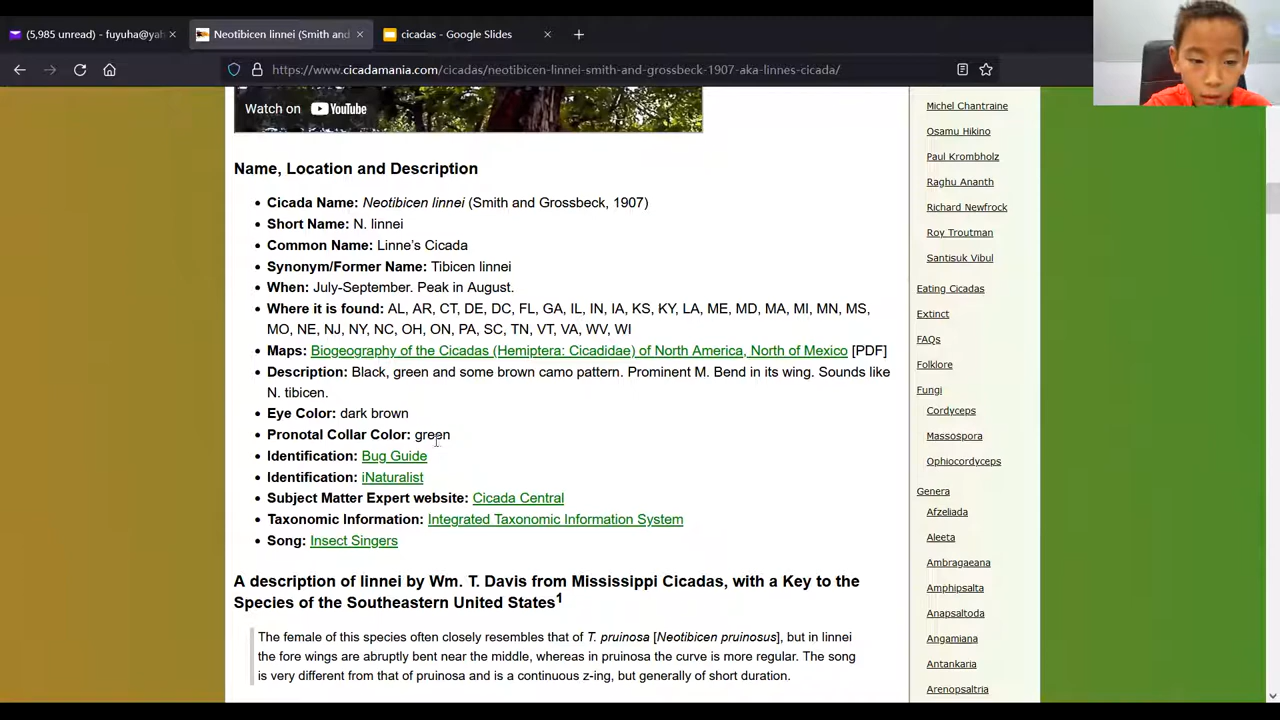 (5,985 unread) - fuyuha@yah
Neotibicen linnei (Smith and
cicadas - Google Slides
https://www.cicadamania.com/cicadas/neotibicen-linnei-smith-and-grossbeck-1907-aka-linnes-cicada/
Watch on YouTube
Name, Location and Description
• Cicada Name: Neotibicen linnei (Smith and Grossbeck, 1907)
• Short Name: N. linnei
• Common Name: Linne's Cicada
• Synonym/Former Name: Tibicen linnei
• When: July-September. Peak in August.
• Where it is found: AL, AR, CT, DE, DC, FL, GA, IL, IN, IA, KS, KY, LA, ME, MD, MA, MI, MN, MS,
MO, NE, NJ, NY, NC, OH, ON, PA, SC, TN, VT, VA, WV, WI
• Maps: Biogeography of the Cicadas (Hemiptera: Cicadidae) of North America, North of Mexico [PDF]
• Description: Black, green and some brown camo pattern. Prominent M. Bend in its wing. Sounds like
N. tibicen.
• Eye Color: dark brown
• Pronotal Collar Color: green
• Identification: Bug Guide
• Identification: iNaturalist
• Subject Matter Expert website: Cicada Central
• Taxonomic Information: Integrated Taxonomic Information System
• Song: Insect Singers
A description of linnei by Wm. T. Davis from Mississippi Cicadas, with a Key to the
Species of the Southeastern United States1
The female of this species often closely resembles that of T. pruinosa [Neotibicen pruinosus], but in linnei
the fore wings are abruptly bent near the middle, whereas in pruinosa the curve is more regular. The song
is very different from that of pruinosa and is a continuous z-ing, but generally of short duration.
Michel Chantraine
Osamu Hikino
Paul Krombholz
Raghu Ananth
Richard Newfrock
Roy Troutman
Santisuk Vibul
Eating Cicadas
Extinct
FAQs
Folklore
Fungi
Cordyceps
Massospora
Ophiocordyceps
Genera
Afzeliada
Aleeta
Ambragaeana
Amphipsalta
Anapsaltoda
Angamiana
Antankaria
Arenopsaltria